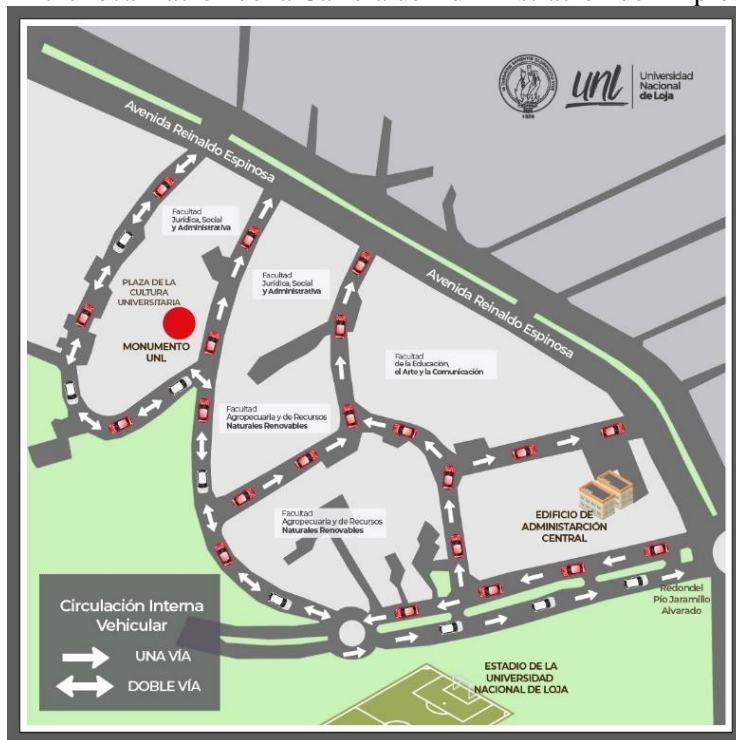 Avenida Reinaldo Espinosa
1859
unl
Universidad
Nacional
de Loja
Facultad
Jurídica, Social
y Administrativa
Facultad
Jurídica, Social
y Administrativa
PLAZA DE LA
CULTURA
UNIVERSITARIA
MONUMENTO
UNL
Avenida Reinaldo Espinosa
Facultad
de la Educación,
el Arte y la Comunicación
Facultad
Agropecuaria y de Recursos
Naturales Renovables
Facultad
Agropecuaria y de Recursos
Naturales Renovables
EDIFICIO DE
ADMINISTARCIÓN
CENTRAL
Redondel
Pío Jaramillo
Alvarado
Circulación Interna
Vehicular
UNA VÍA
DOBLE VÍA
ESTADIO DE LA
UNIVERSIDAD
NACIONAL DE LOJA